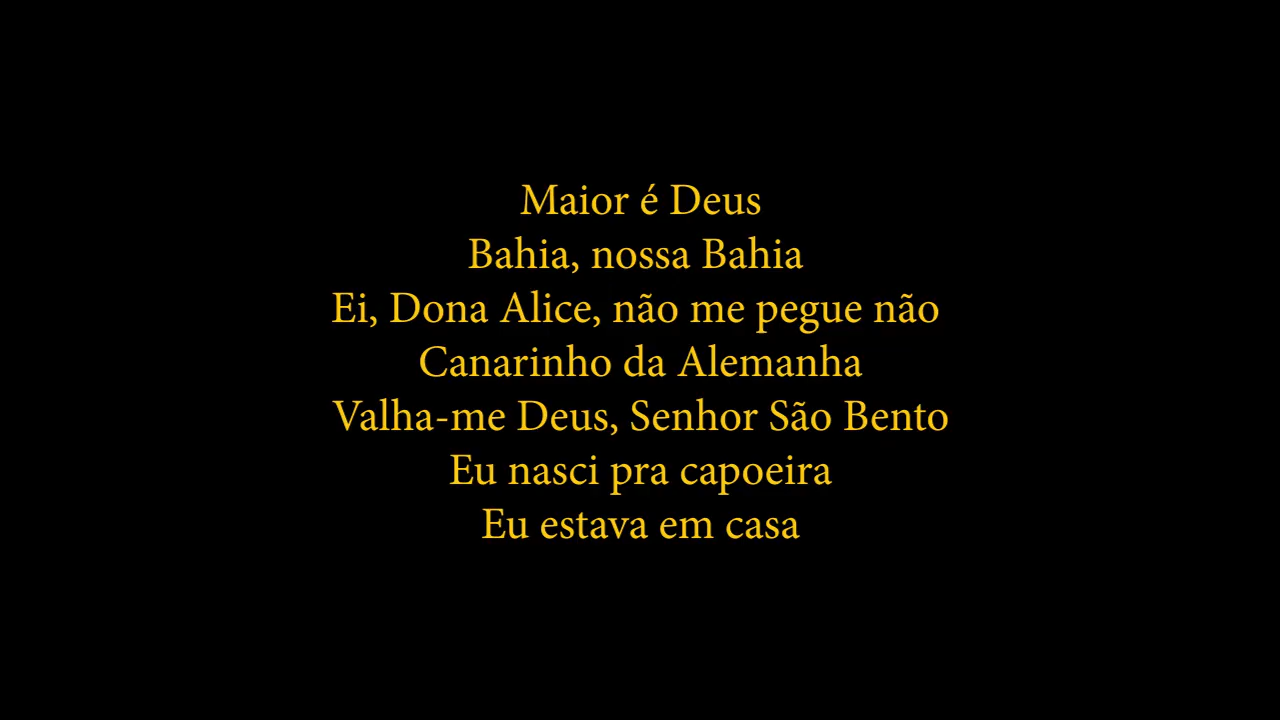 Maior é Deus
Bahia, nossa Bahia
Ei, Dona Alice, não me pegue não
Canarinho da Alemanha
Valha-me Deus, Senhor São Bento
Eu nasci pra capoeira
Eu estava em casa